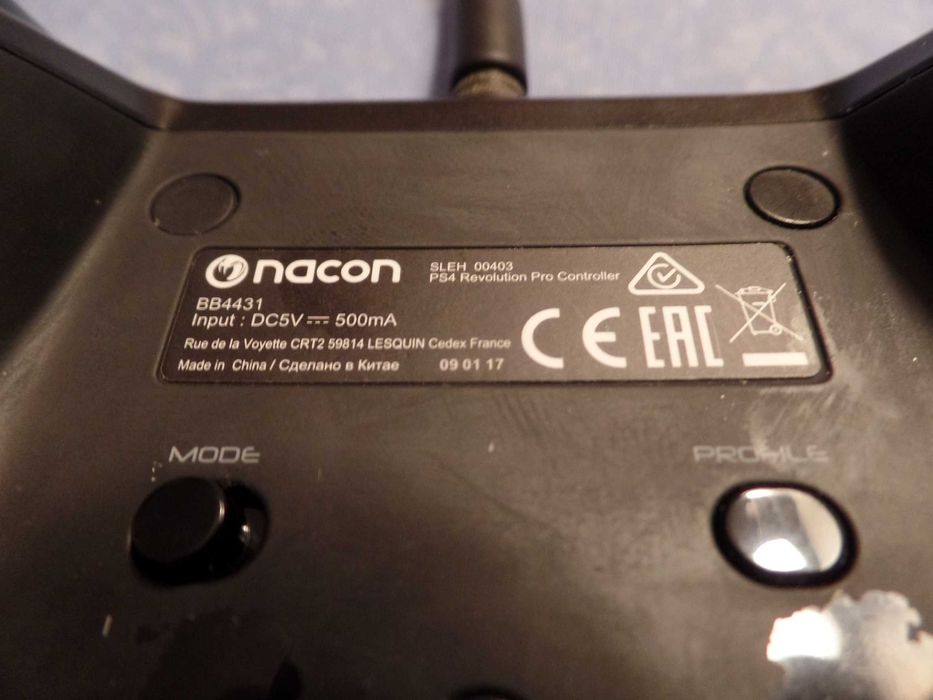 nacon
SLEH 00403
PS4 Revolution Pro Controller
BB4431
Input : DC5V 500mA
Rue de la Voyette CRT2 59814 LESQUIN Cedex France
Made in China / Сделано в Китае 09 01 17
CE EAC
MODE
PROFILE